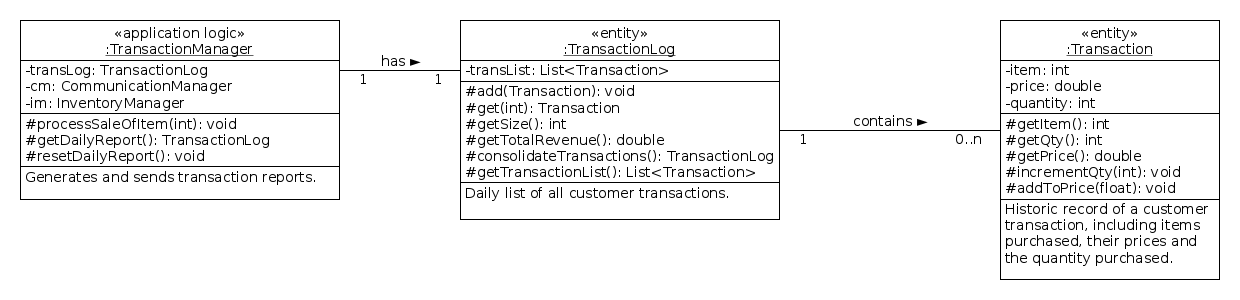 «application logic»
:TransactionManager
-transLog: TransactionLog
-cm: CommunicationManager
-im: InventoryManager
#processSaleOfItem(int): void
#getDailyReport(): TransactionLog
#resetDailyReport(): void
Generates and sends transaction reports.
has ►
1
1
«entity»
:TransactionLog
-transList: List<Transaction>
#add(Transaction): void
#get(int): Transaction
#getSize(): int
#getTotalRevenue(): double
#consolidateTransactions(): TransactionLog
#getTransactionList(): List<Transaction>
Daily list of all customer transactions.
contains ►
1
0..n
«entity»
:Transaction
-item: int
-price: double
-quantity: int
#getItem(): int
#getQty(): int
#getPrice(): double
#incrementQty(int): void
#addToPrice(float): void
Historic record of a customer
transaction, including items
purchased, their prices and
the quantity purchased.